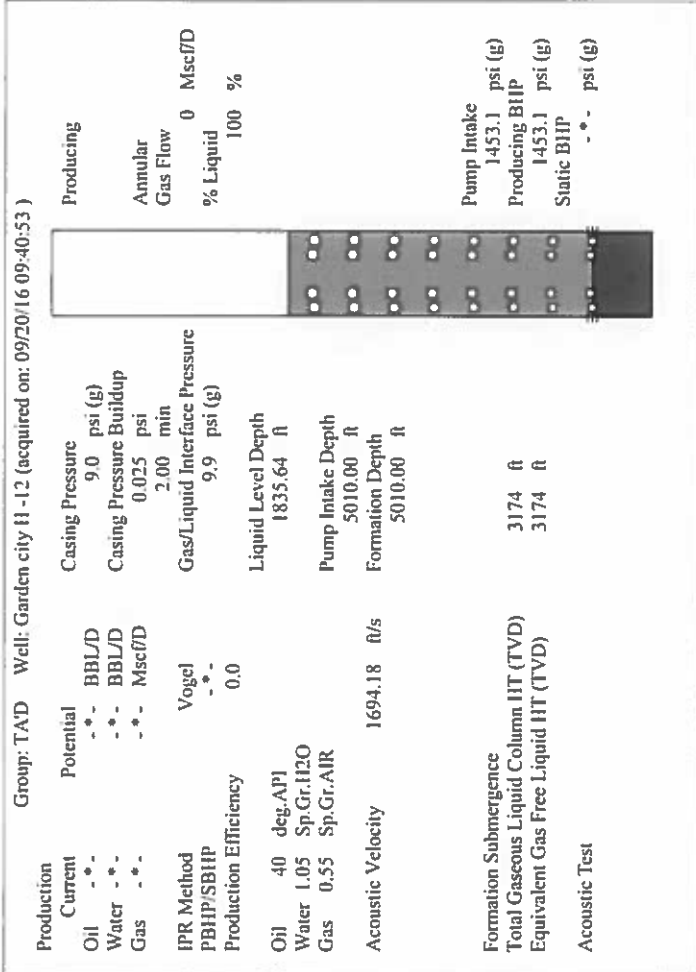 Group: TA'D Well: Garden city 11-12 (acquired on: 09/20/16 09:40:53 )
Production
Current Potential
Oil - * - - * - BBL/D
Water - * - - * - BBL/D
Gas - * - - * - Mscf/D
IPR Method Vogel
PBHP/SBHP - * -
Production Efficiency 0.0
Oil 40 deg.API
Water 1.05 Sp.Gr.H2O
Gas 0.55 Sp.Gr.AIR
Acoustic Velocity 1694.18 ft/s
Formation Submergence
Total Gaseous Liquid Column HT (TVD) 3174 ft
Equivalent Gas Free Liquid HT (TVD) 3174 ft
Acoustic Test
Casing Pressure
9.0 psi (g)
Casing Pressure Buildup
0.025 psi
2.00 min
Gas/Liquid Interface Pressure
9.9 psi (g)
Liquid Level Depth
1835.64 ft
Pump Intake Depth
5010.00 ft
Formation Depth
5010.00 ft
Producing
Annular
Gas Flow
0 Mscf/D
% Liquid
100 %
Pump Intake
1453.1 psi (g)
Producing BHP
1453.1 psi (g)
Static BHP
- * - psi (g)